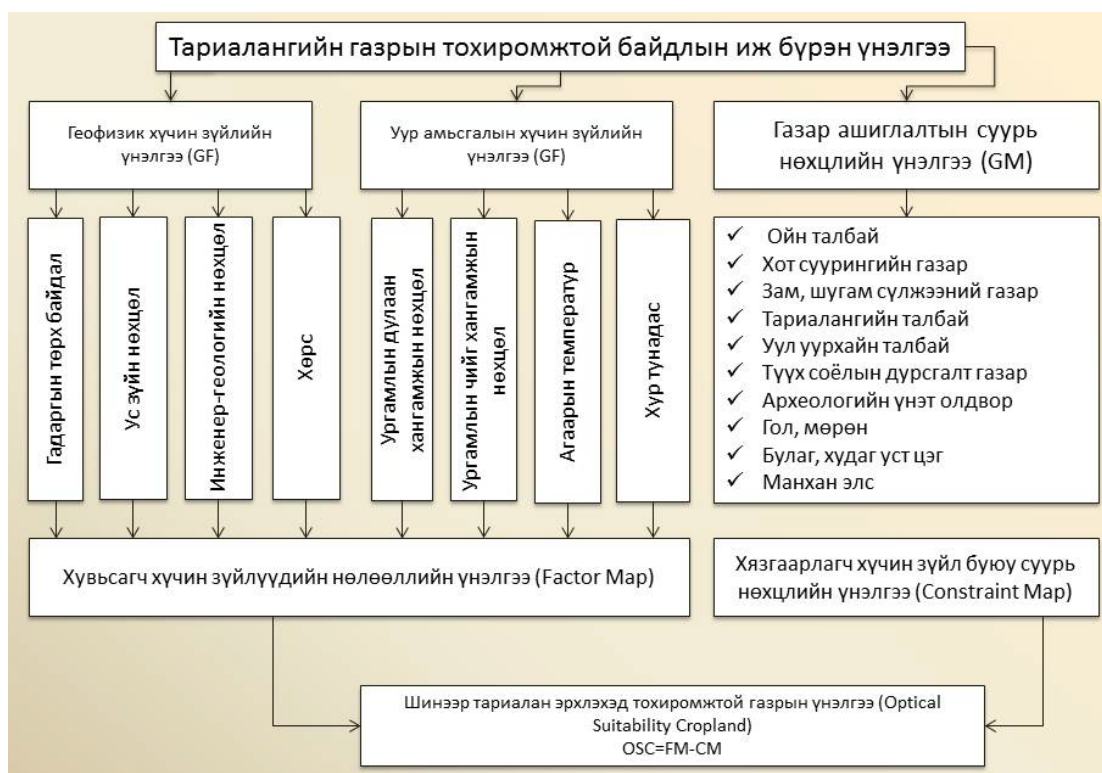 Тариалангийн газрын тохиромжтой байдлын иж бүрэн үнэлгээ
Геофизик хүчин зүйлийн
үнэлгээ (GF)
Уур амьсгалын хүчин зүйлийн
үнэлгээ (GF)
Газар ашиглалтын суурь
нөхцлийн үнэлгээ (GM)
Гадаргын төрх байдал
Ус зүйн нөхцөл
Инженер-геологийн нөхцөл
Хөрс
Ургамлын дулаан
хангамжын нөхцөл
Ургамлын чийг хангамжын
нөхцөл
Агаарын температур
Хур тунадас
✓ Ойн талбай
✓ Хот суурингийн газар
✓ Зам, шугам сүлжээний газар
✓ Тариалангийн талбай
✓ Уул уурхайн талбай
✓ Түүх соёлын дурсгалт газар
✓ Археологийн үнэт олдвор
✓ Гол, мөрөн
✓ Булаг, худаг уст цэг
✓ Манхан элс
Хувьсагч хүчин зүйлүүдийн нөлөөллийн үнэлгээ (Factor Map)
Хязгаарлагч хүчин зүйл буюу суурь
нөхцлийн үнэлгээ (Constraint Map)
Шинээр тариалан эрхлэхэд тохиромжтой газрын үнэлгээ (Optical
Suitability Cropland)
OSC=FM-CM